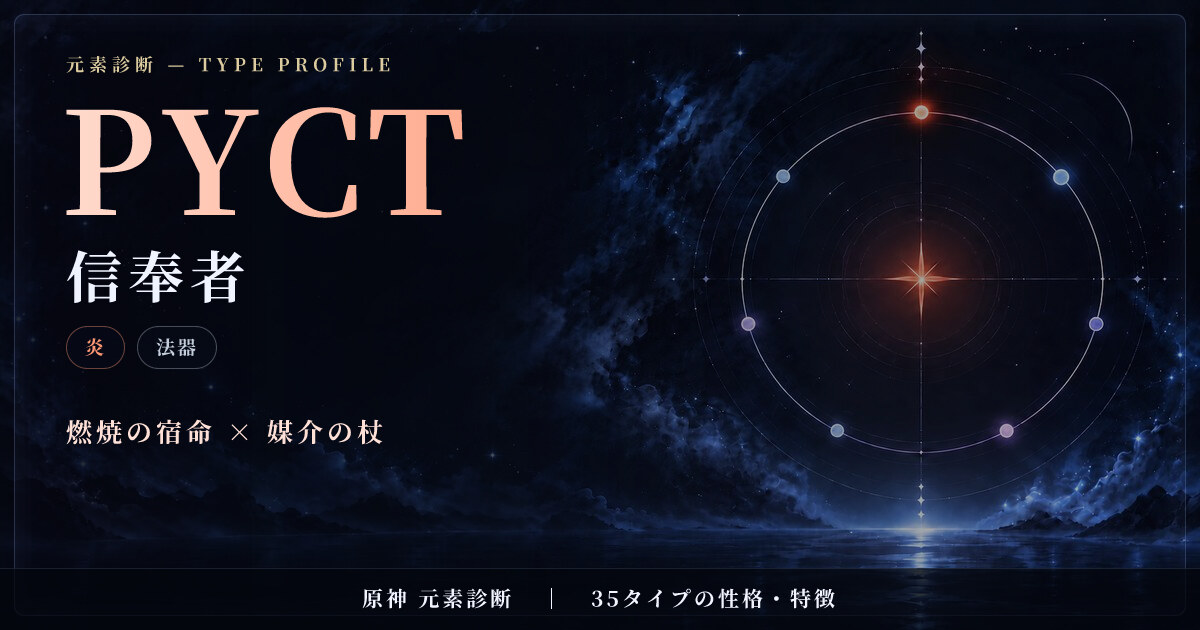 元素診断 — TYPE PROFILE
PYCT
信奉者
炎 法器
燃焼の宿命 × 媒介の杖
原神 元素診断 | 35タイプの性格・特徴